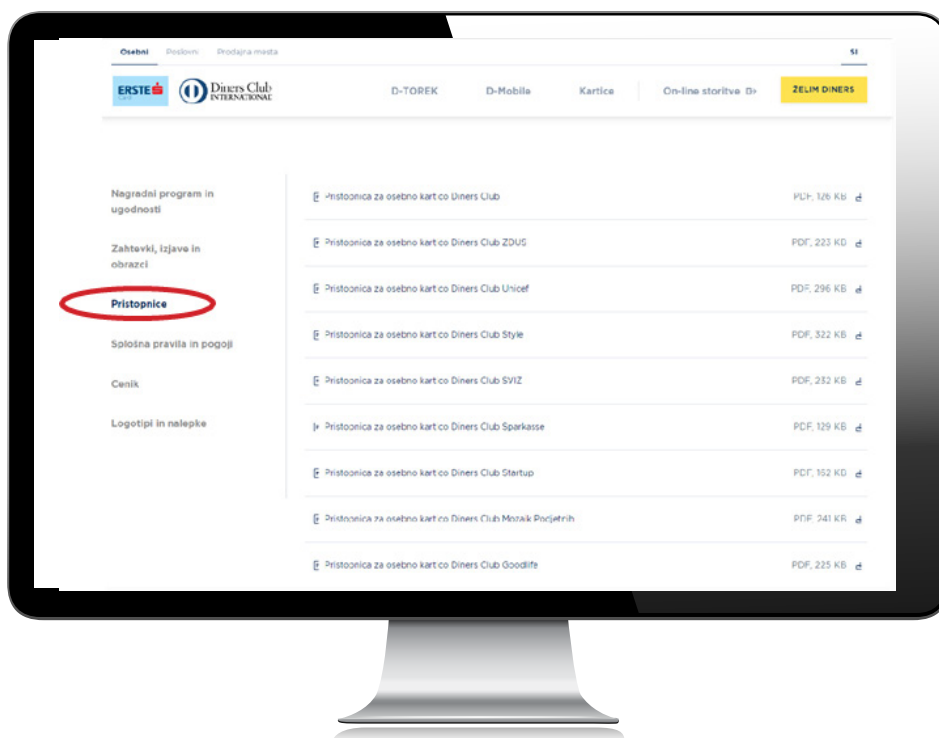 Osebni Poslovni Prodajna mesta SI
ERSTE Diners Club
INTERNATIONAL
D-TOREK D-Mobile Kartice On-line storitve ŽELIM DINERS
Nagradni program in
ugodnosti
Zahtevki, izjave in
obrazci
Pristopnice
Splošna pravila in pogoji
Cenik
Logotipi in nalepke
Pristopnica za osebno kartico Diners Club PDF, 126 KB
Pristopnica za osebno kartico Diners Club ZDUS PDF, 223 KB
Pristopnica za osebno kartico Diners Club Unicef PDF, 296 KB
Pristopnica za osebno kartico Diners Club Style PDF, 322 KB
Pristopnica za osebno kartico Diners Club SVIZ PDF, 232 KB
Pristopnica za osebno kartico Diners Club Sparkasse PDF, 129 KB
Pristopnica za osebno kartico Diners Club Startup PDF, 162 KB
Pristopnica za osebno kartico Diners Club Mozaik Podjetnih PDF, 241 KB
Pristopnica za osebno kartico Diners Club Goodlife PDF, 225 KB